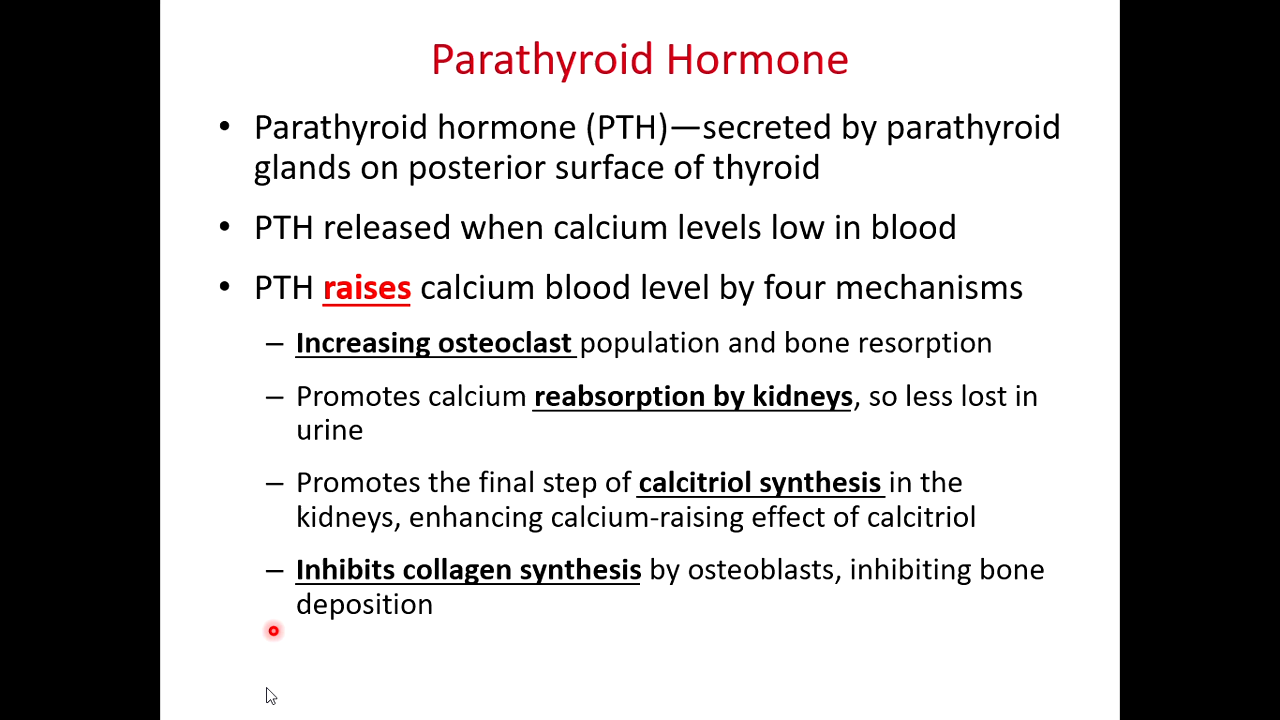 Parathyroid Hormone
• Parathyroid hormone (PTH)—secreted by parathyroid
glands on posterior surface of thyroid
• PTH released when calcium levels low in blood
• PTH raises calcium blood level by four mechanisms
– Increasing osteoclast population and bone resorption
– Promotes calcium reabsorption by kidneys, so less lost in
urine
– Promotes the final step of calcitriol synthesis in the
kidneys, enhancing calcium-raising effect of calcitriol
– Inhibits collagen synthesis by osteoblasts, inhibiting bone
deposition